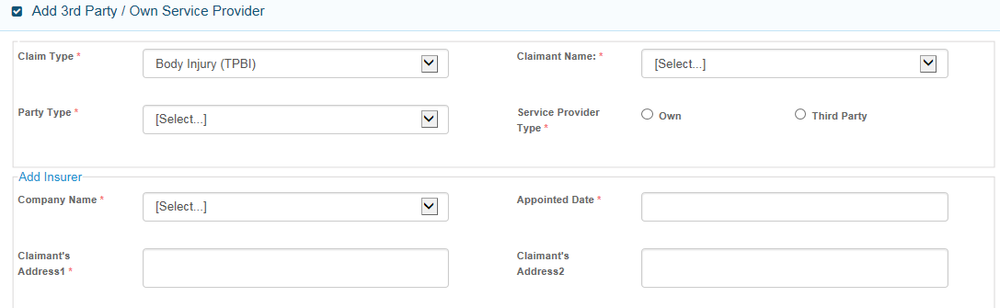 Add 3rd Party / Own Service Provider
Claim Type *
Body Injury (TPBI)
Claimant Name: *
[Select...]
Party Type *
[Select...]
Service Provider
Type *
Own
Third Party
Add Insurer
Company Name *
[Select...]
Appointed Date *
Claimant's
Address1 *
Claimant's
Address2